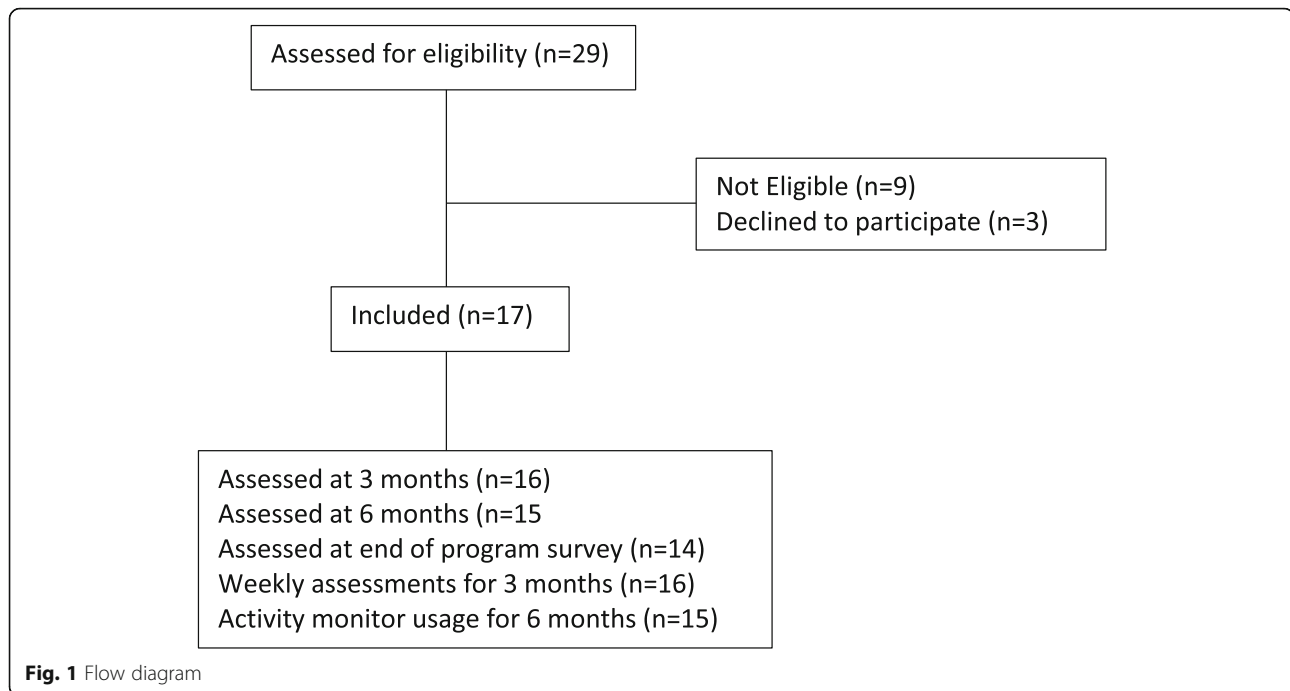 Assessed for eligibility (n=29)
Not Eligible (n=9)
Declined to participate (n=3)
Included (n=17)
Assessed at 3 months (n=16)
Assessed at 6 months (n=15
Assessed at end of program survey (n=14)
Weekly assessments for 3 months (n=16)
Activity monitor usage for 6 months (n=15)
Fig. 1 Flow diagram